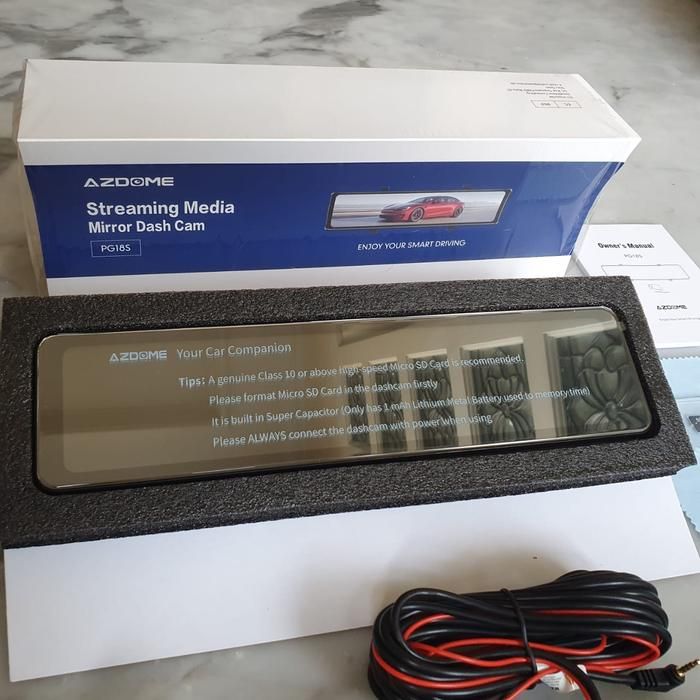 AZDOME
Streaming Media
Mirror Dash Cam
PG18S
ENJOY YOUR SMART DRIVING
Owner's Manual
PG18S
AZDOME
AZDOME Your Car Companion
Tips: A genuine Class 10 or above high-speed Micro SD Card is recommended.
Please format Micro SD Card in the dashcam firstly
It is built in Super Capacitor (Only has 1 mAh Lithium Metal Battery used to memory time)
Please ALWAYS connect the dashcam with power when using